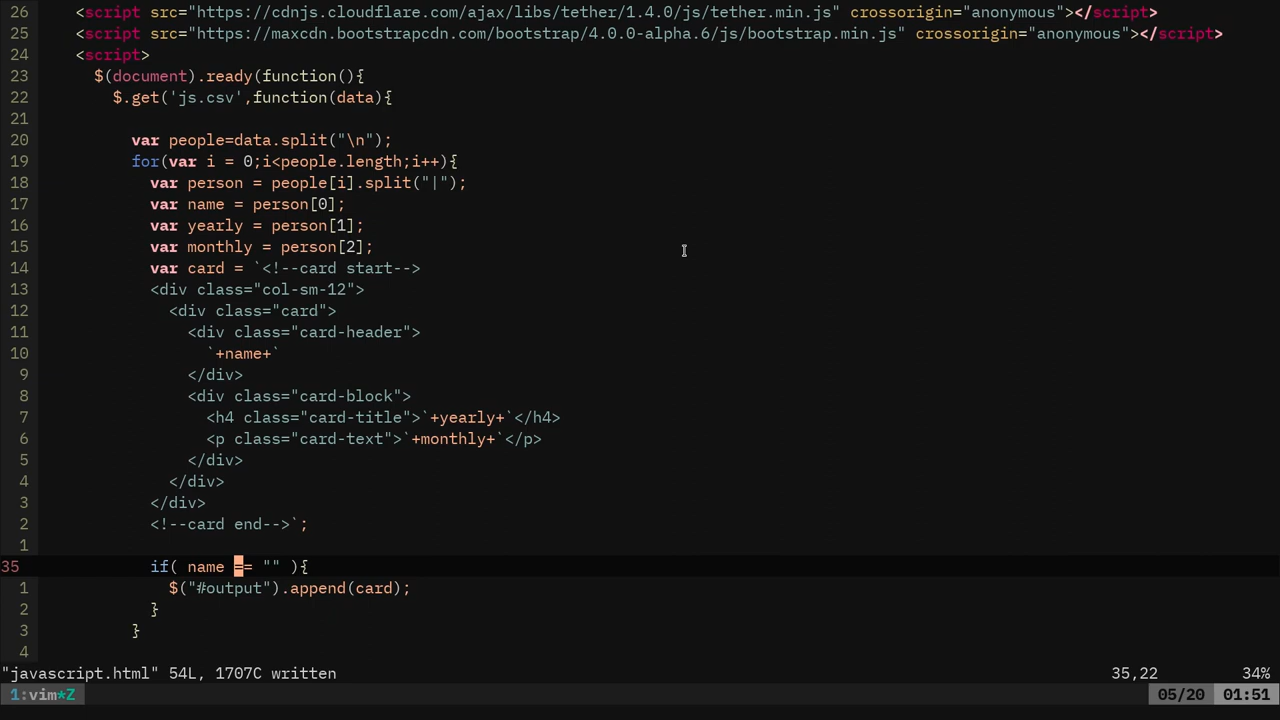 26     <script src="https://cdnjs.cloudflare.com/ajax/libs/tether/1.4.0/js/tether.min.js" crossorigin="anonymous"></script>
25     <script src="https://maxcdn.bootstrapcdn.com/bootstrap/4.0.0-alpha.6/js/bootstrap.min.js" crossorigin="anonymous"></script>
24     <script>
23       $(document).ready(function(){
22         $.get('js.csv',function(data){
21
20           var people=data.split("\n");
19           for(var i = 0;i<people.length;i++){
18             var person = people[i].split("|");
17             var name = person[0];
16             var yearly = person[1];
15             var monthly = person[2];
14             var card = `<!--card start-->
13             <div class="col-sm-12">
12               <div class="card">
11                 <div class="card-header">
10                   `+name+`
9                 </div>
8                 <div class="card-block">
7                   <h4 class="card-title">`+yearly+`</h4>
6                   <p class="card-text">`+monthly+`</p>
5                 </div>
4               </div>
3             </div>
2             <!--card end-->`;
1
35             if( name == "" ){
1               $("#output").append(card);
2             }
3           }
4
"javascript.html" 54L, 1707C written 35,22 34%
1:vim*Z 05/20 01:51